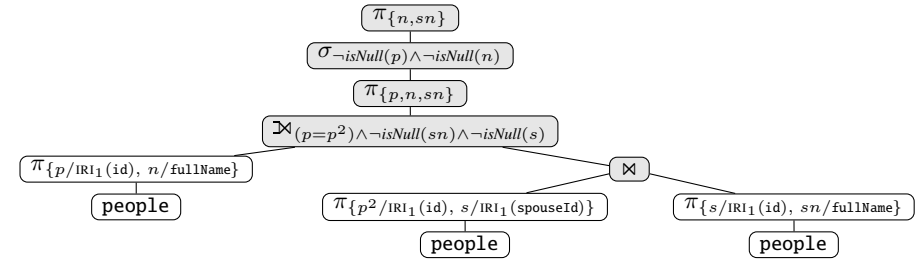 π{n,sn}
σ¬isNull(p)∧¬isNull(n)
π{p,n,sn}
⟕(p=p²)∧¬isNull(sn)∧¬isNull(s)
π{p/IRI₁(id), n/fullName}
⋈
people
π{p²/IRI₁(id), s/IRI₁(spouseId)}
π{s/IRI₁(id), sn/fullName}
people
people